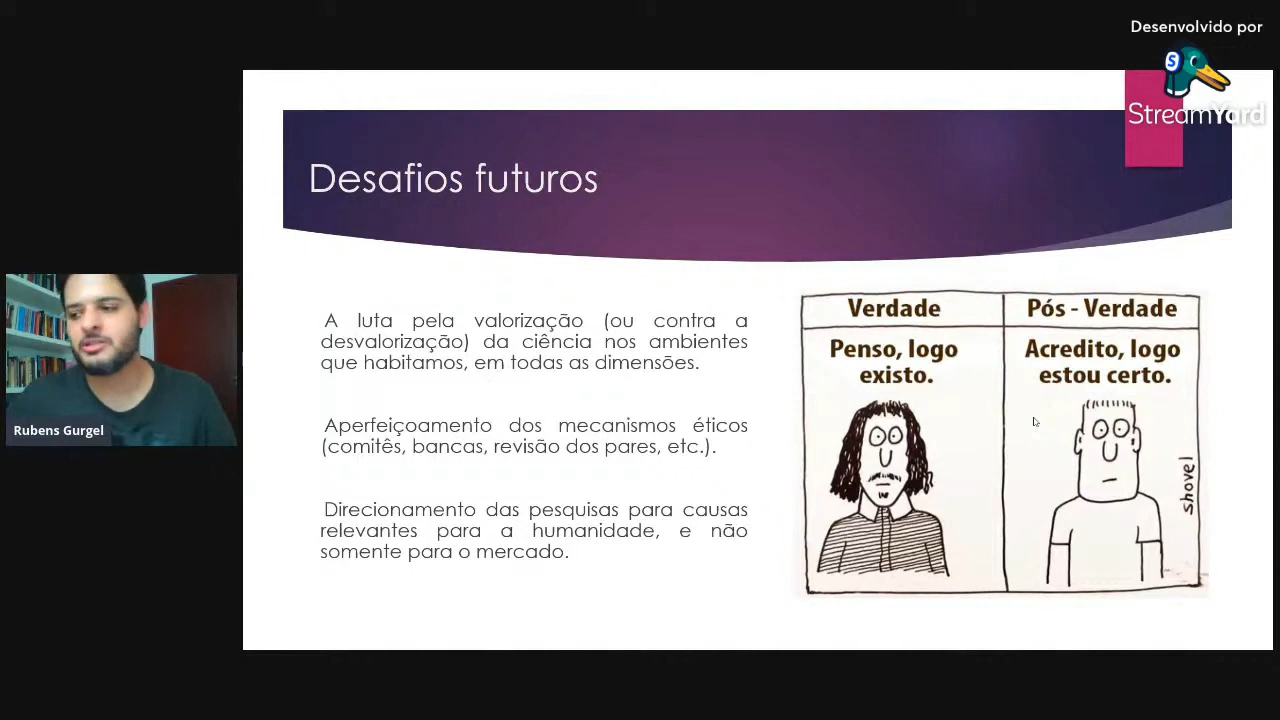 Desenvolvido por
StreamYard
Desafios futuros
A luta pela valorização (ou contra a
desvalorização) da ciência nos ambientes
que habitamos, em todas as dimensões.
Aperfeiçoamento dos mecanismos éticos
(comitês, bancas, revisão dos pares, etc.).
Direcionamento das pesquisas para causas
relevantes para a humanidade, e não
somente para o mercado.
Verdade
Penso, logo
existo.
Pós - Verdade
Acredito, logo
estou certo.
shovel
Rubens Gurgel